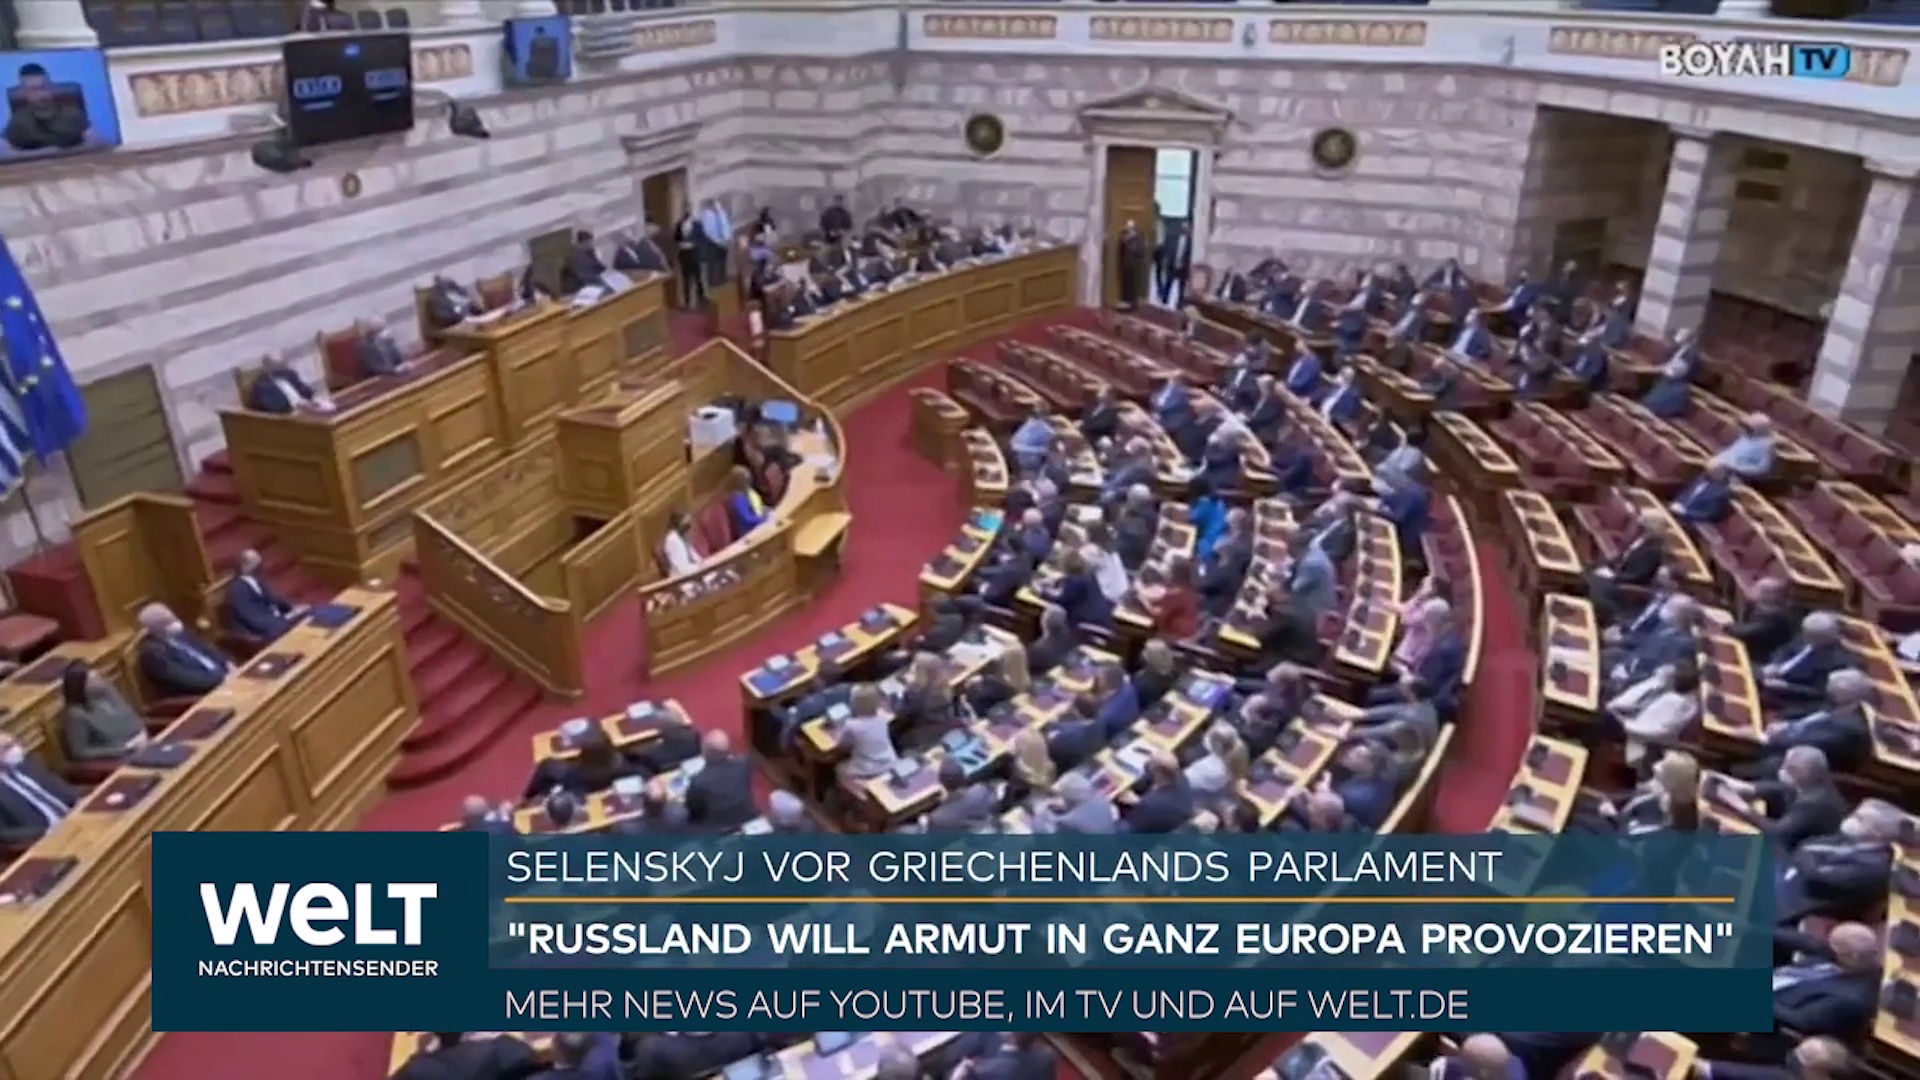 BOYAH TV
SELENSKYJ VOR GRIECHENLANDS PARLAMENT
"RUSSLAND WILL ARMUT IN GANZ EUROPA PROVOZIEREN"
WELT
NACHRICHTENSENDER
MEHR NEWS AUF YOUTUBE, IM TV UND AUF WELT.DE